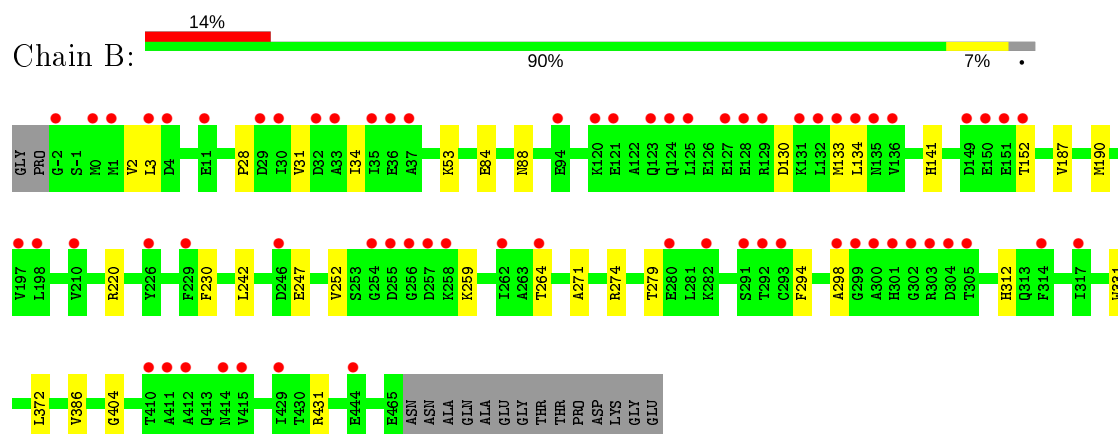 14%
Chain B:
90% 7% •
GLY PRO G-2 S-1 M0 M1 V2 L3 D4 E11 P28 D29 I30 V31 D32 A33 I34 I35 E36 A37 K53 E84 N88 E94 K120 E121 A122 Q123 Q124 L125 E126 E127 E128 R129 D130 K131 L132 M133 L134 N135 V136 H141 D149 E150 E151 T152 V187 M190
V197 L198 V210 R220 Y226 F229 F230 L242 D246 E247 V252 S253 G254 D255 G256 D257 K258 K259 I262 A263 T264 A271 R274 T279 E280 L281 K282 S291 T292 C293 F294 A298 G299 A300 H301 G302 R303 D304 T305 H312 Q313 F314 I317
L372 V386 G404 T410 A411 A412 Q413 N414 V415 I429 T430 R431 E444 E465 ASN ASN ALA GLN ALA GLU GLY THR THR PRO ASP LYS GLY GLU